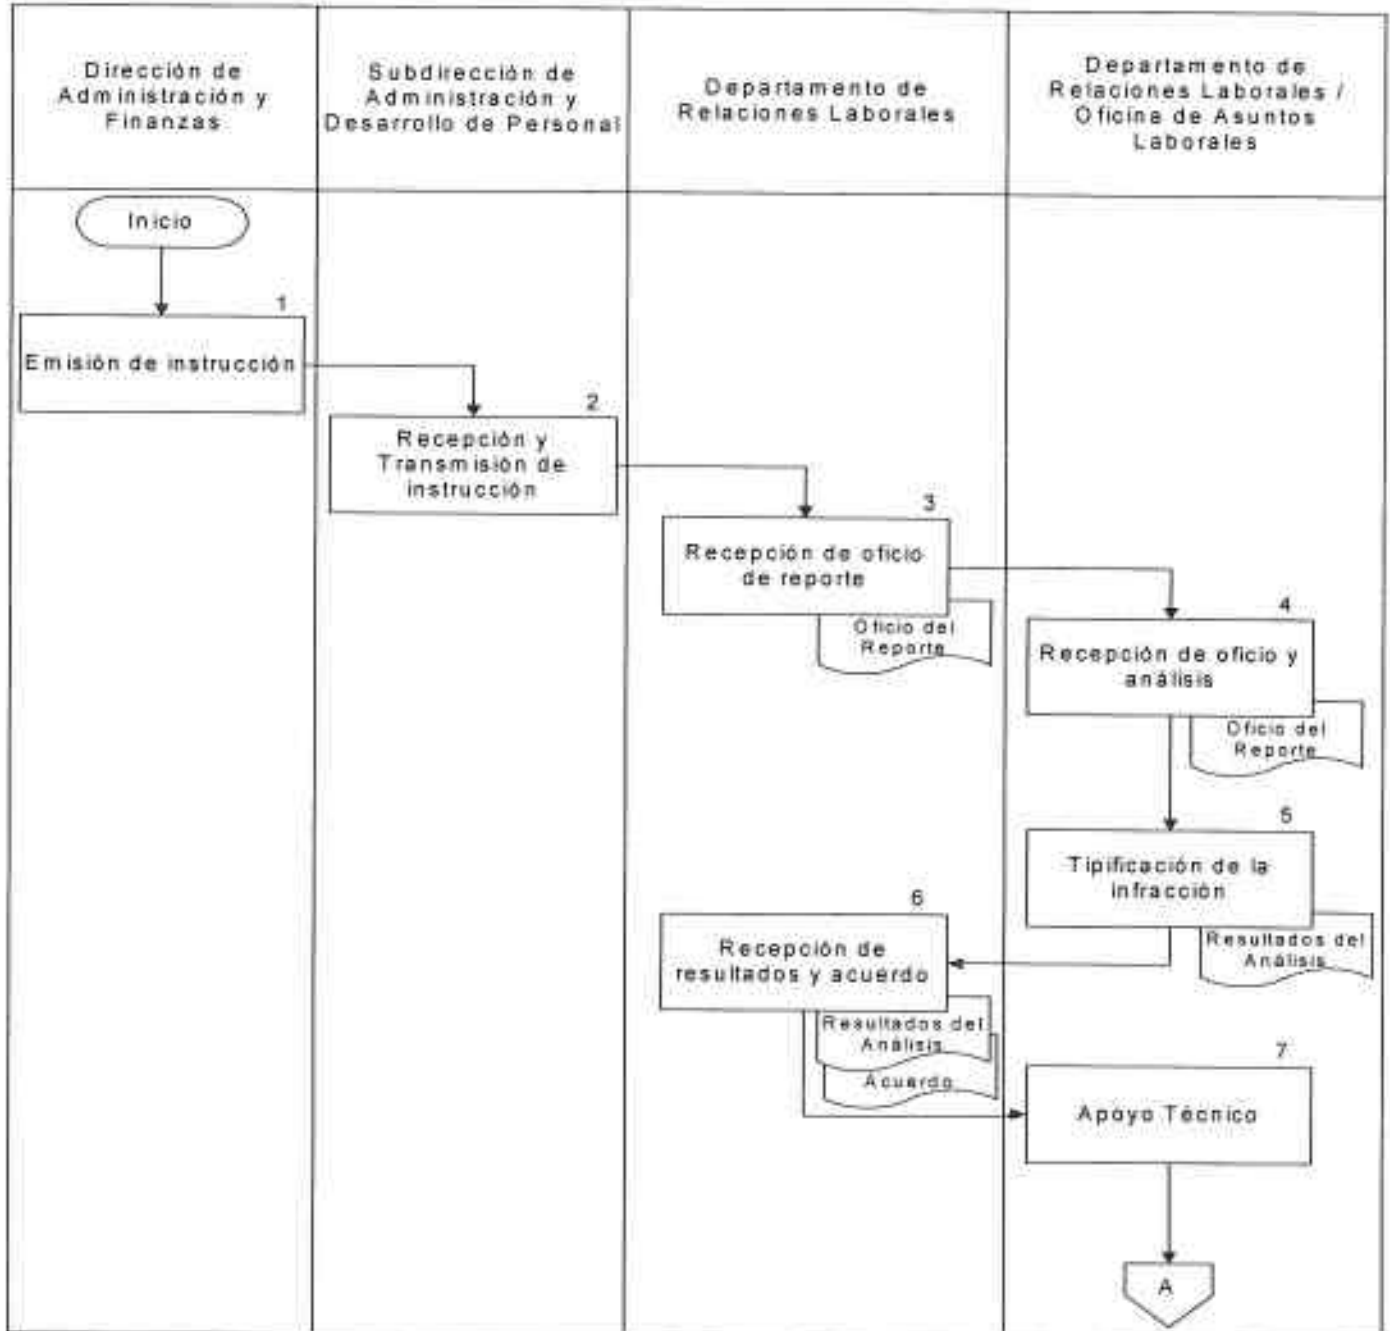 Dirección de
Administración y
Finanzas
Subdirección de
Administración y
Desarrollo de Personal
Departamento de
Relaciones Laborales
Departamento de
Relaciones Laborales /
Oficina de Asuntos
Laborales
Inicio
1
Emisión de instrucción
2
Recepción y
Transmisión de
instrucción
3
Recepción de oficio
de reporte
Oficio del
Reporte
4
Recepción de oficio y
análisis
Oficio del
Reporte
5
Tipificación de la
infracción
Resultados del
Análisis
6
Recepción de
resultados y acuerdo
Resultados del
Análisis
Acuerdo
7
Apoyo Técnico
A